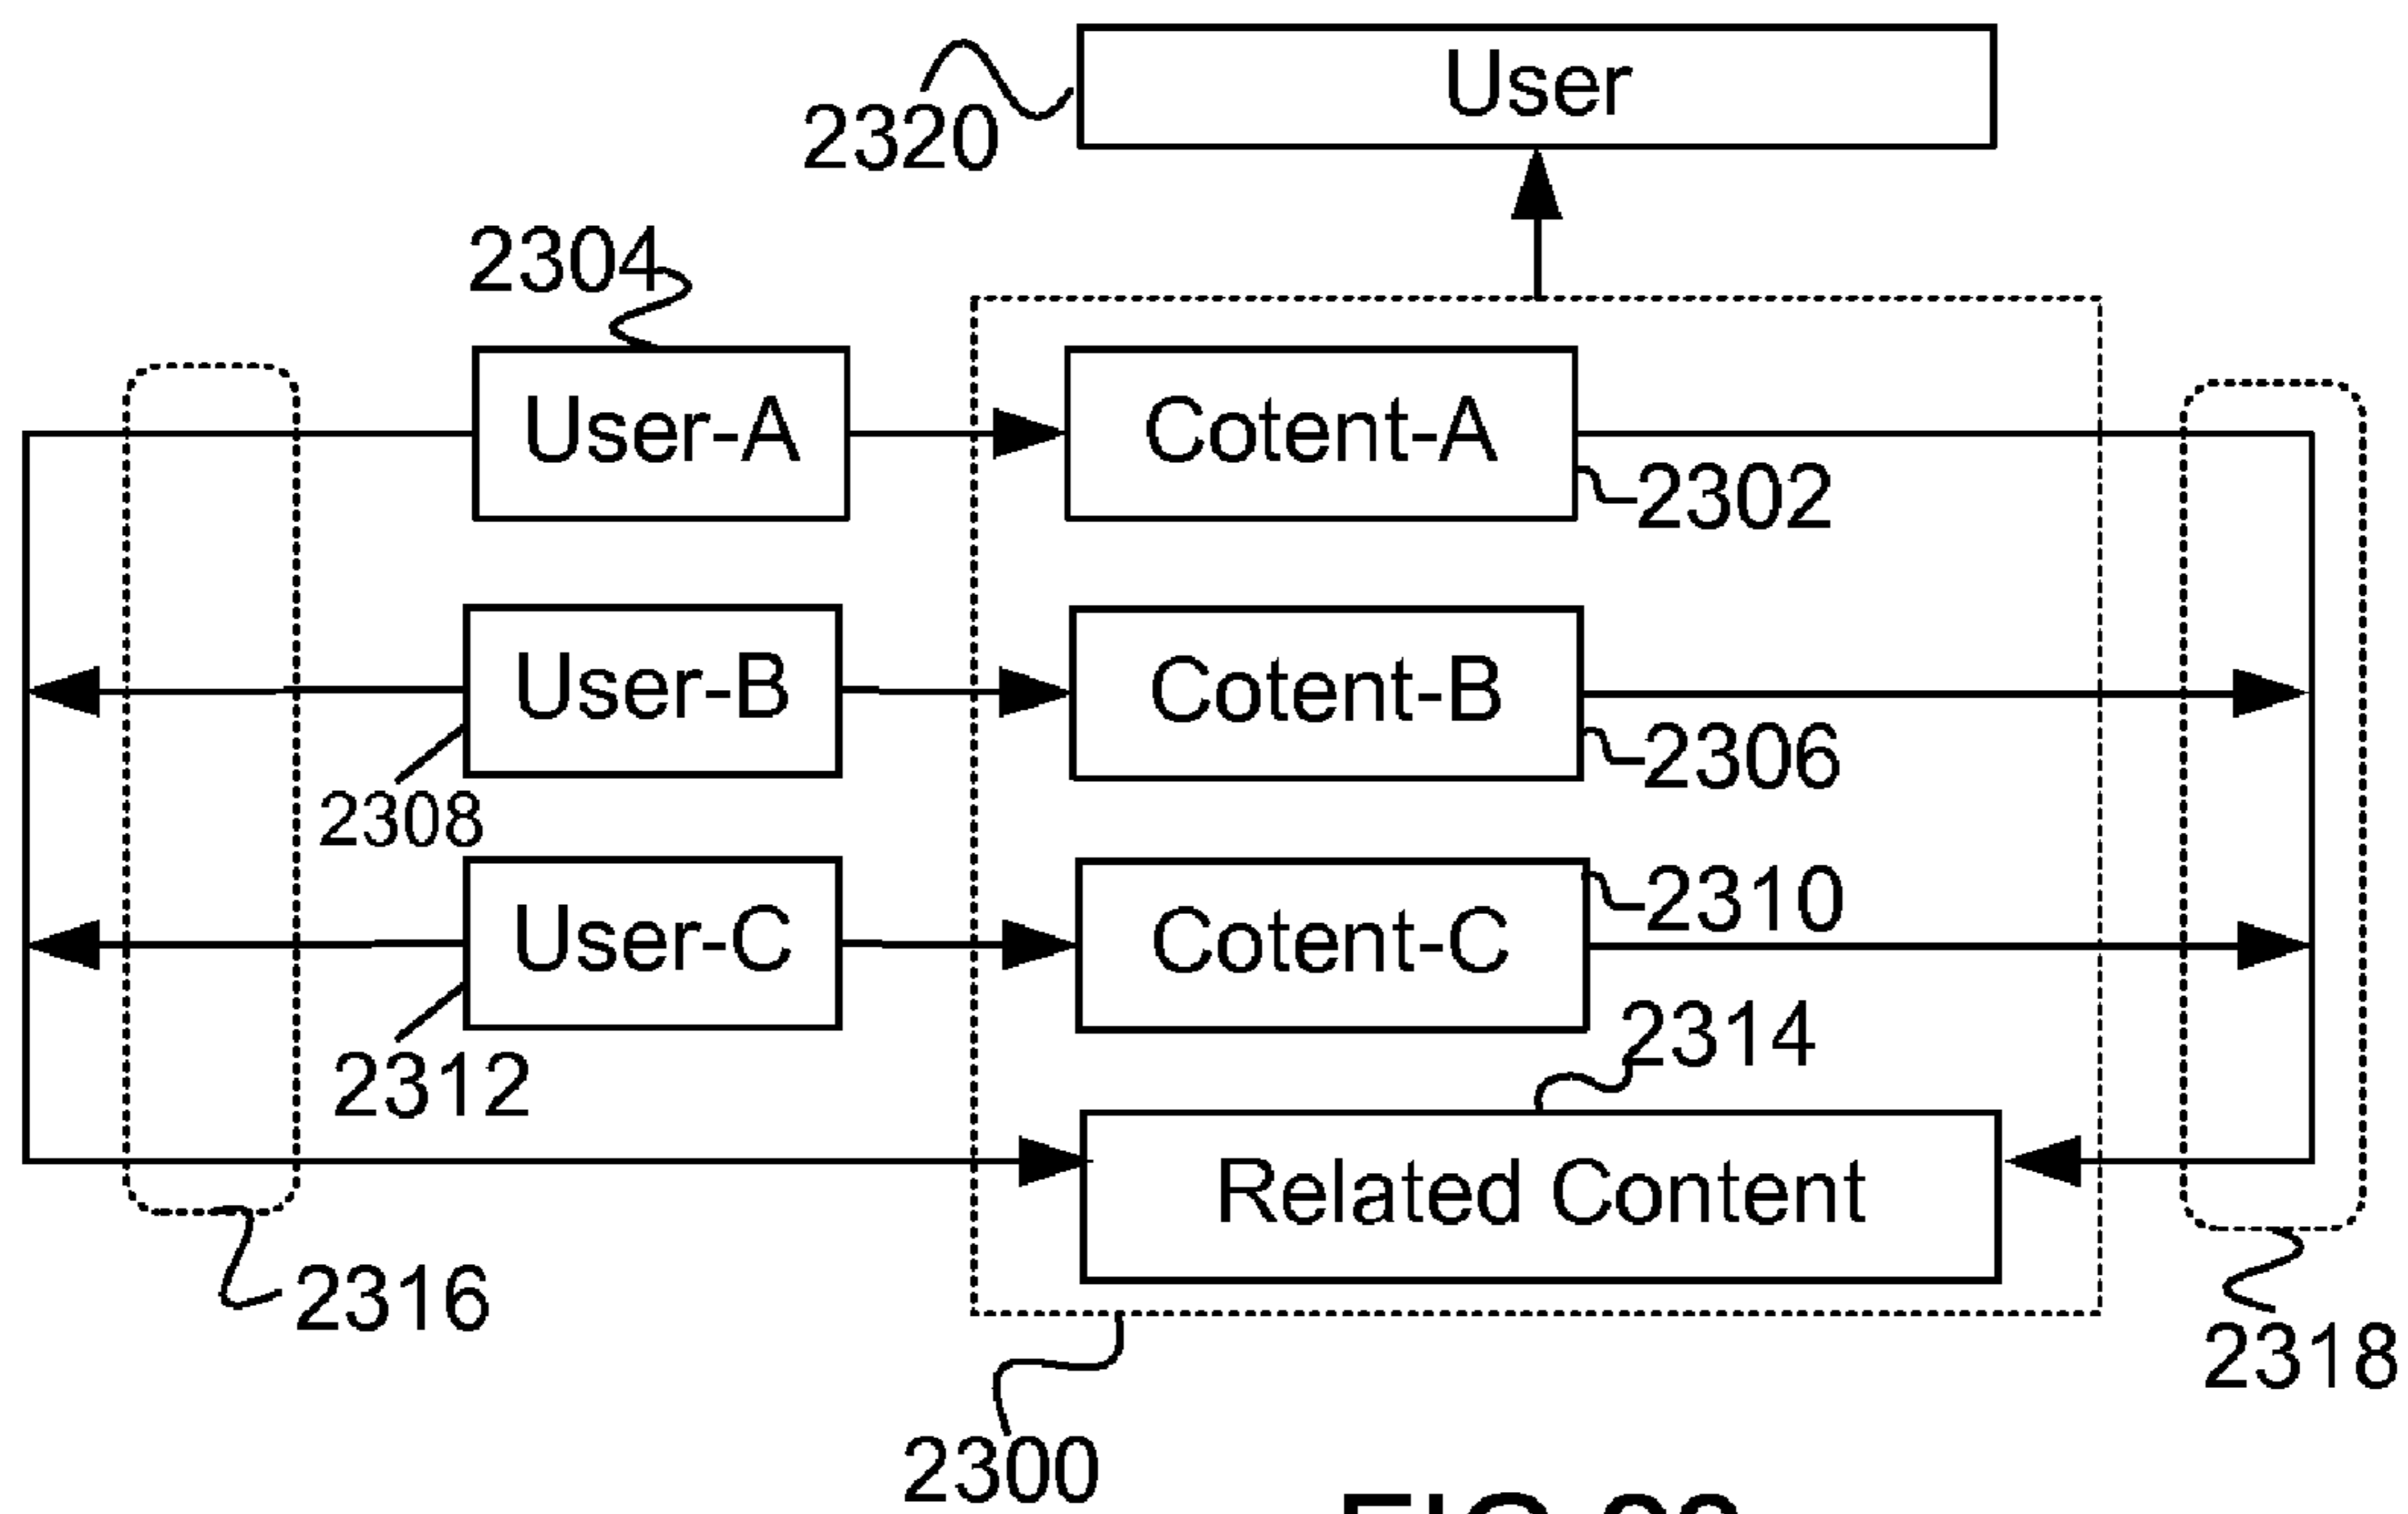 User
2320
2304
User-A
Cotent-A
2302
User-B
Cotent-B
2306
2308
User-C
Cotent-C
2310
2312
2314
Related Content
2316
2318
2300